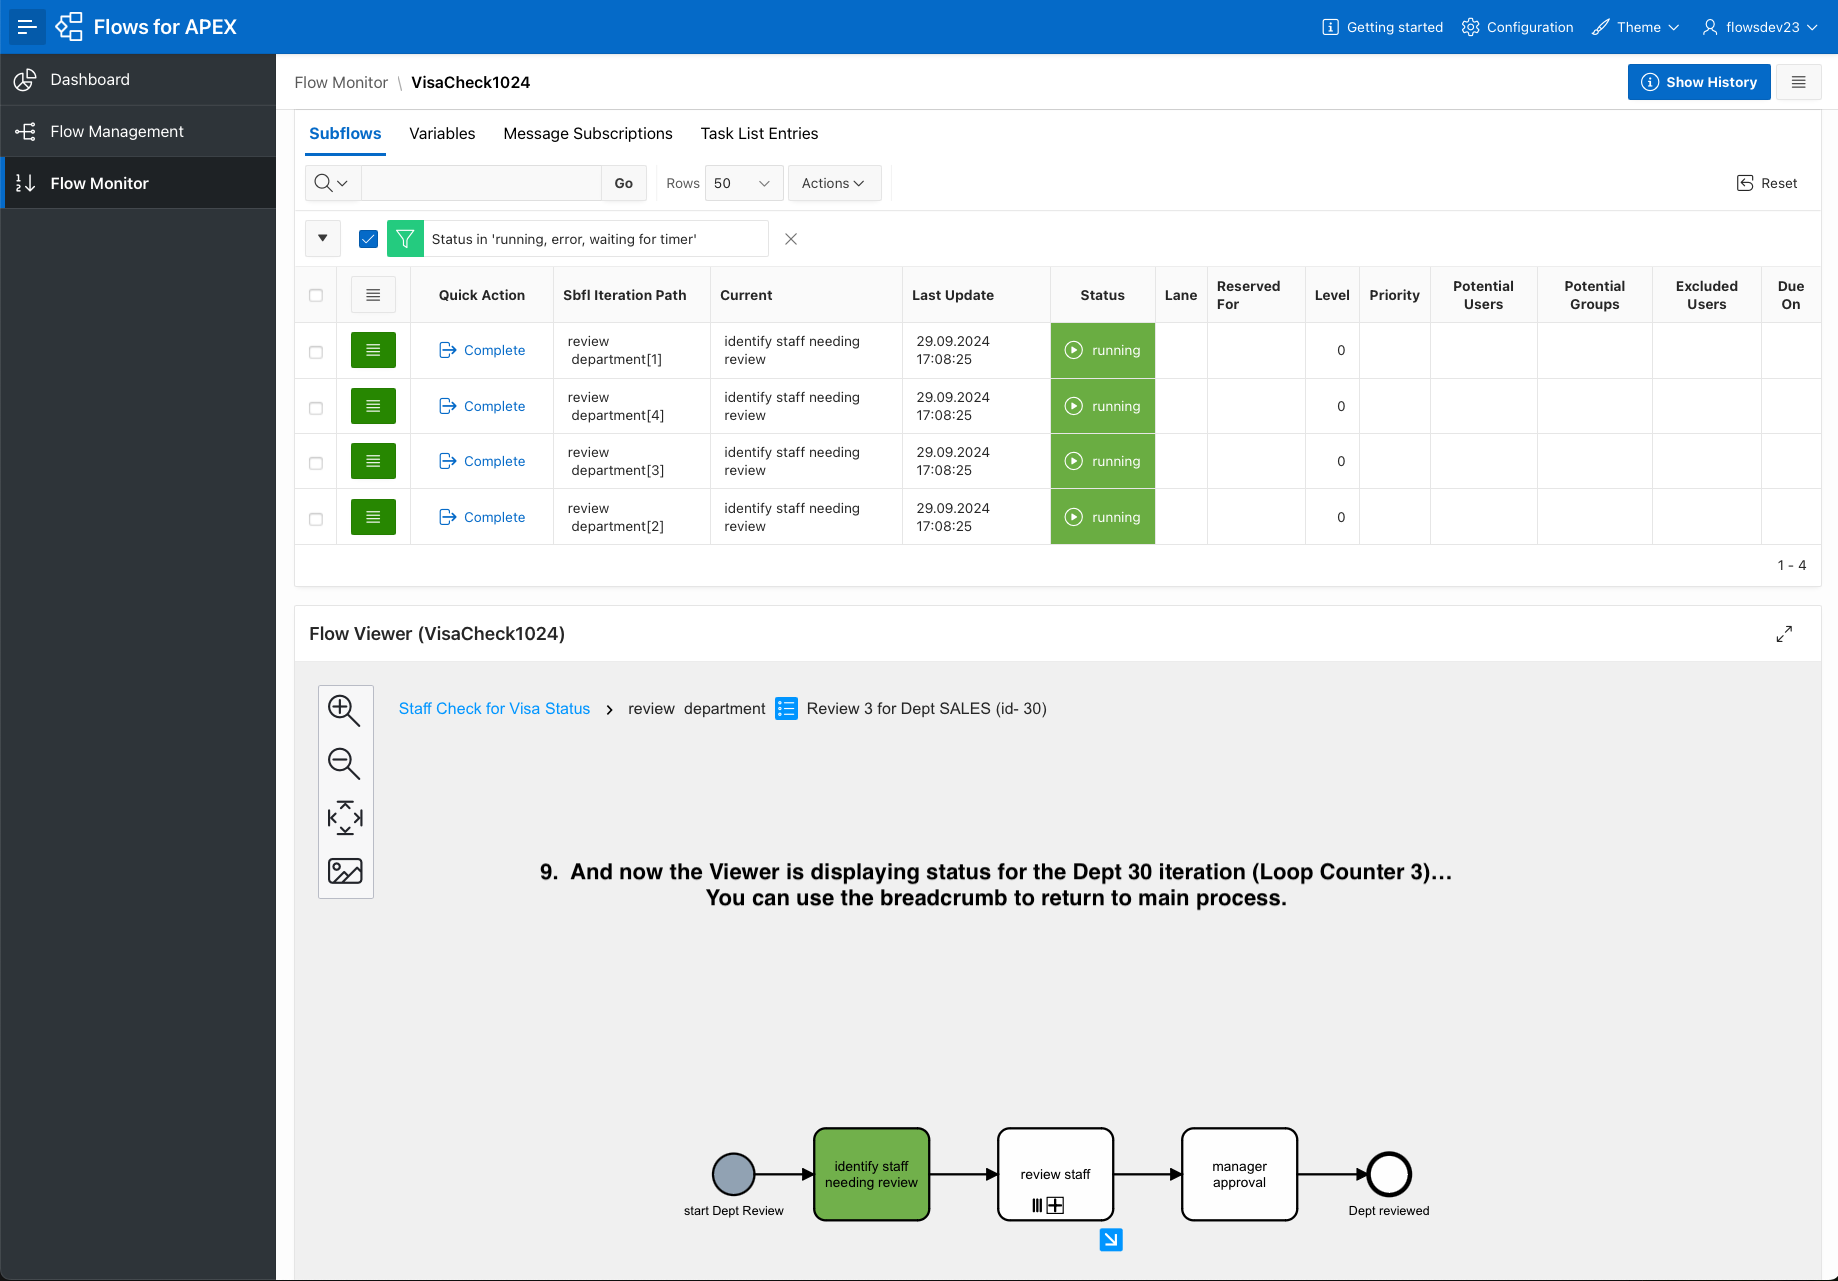 Flows for APEX
Getting started
Configuration
Theme
flowsdev23
Dashboard
Flow Management
Flow Monitor
Flow Monitor \ VisaCheck1024
Show History
Subflows Variables Message Subscriptions Task List Entries
Go
Rows 50
Actions
Reset
Status in 'running, error, waiting for timer'
Quick Action
Sbfl Iteration Path
Current
Last Update
Status
Lane
Reserved
For
Level
Priority
Potential
Users
Potential
Groups
Excluded
Users
Due
On
Complete
review
department[1]
identify staff needing
review
29.09.2024
17:08:25
running
0
Complete
review
department[4]
identify staff needing
review
29.09.2024
17:08:25
running
0
Complete
review
department[3]
identify staff needing
review
29.09.2024
17:08:25
running
0
Complete
review
department[2]
identify staff needing
review
29.09.2024
17:08:25
running
0
1 - 4
Flow Viewer (VisaCheck1024)
Staff Check for Visa Status review department Review 3 for Dept SALES (id- 30)
9. And now the Viewer is displaying status for the Dept 30 iteration (Loop Counter 3)...
You can use the breadcrumb to return to main process.
start Dept Review
identify staff
needing review
review staff
manager
approval
Dept reviewed